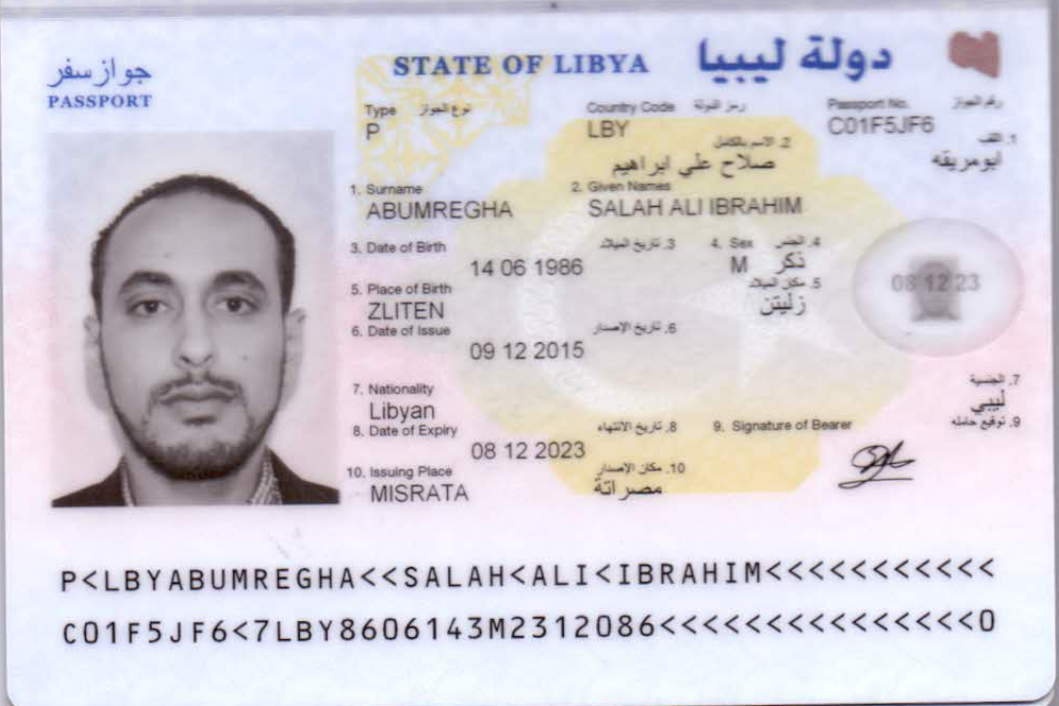 جواز سفر
PASSPORT
STATE OF LIBYA دولة ليبيا
Type نوع الجواز
P
Country Code رمز الدولة
LBY
Passport No. رقم الجواز
C01F5JF6
1. اللقب
ابومريقه
2. الاسم بالكامل
صلاح علي ابراهيم
1. Surname
ABUMREGHA
2. Given Names
SALAH ALI IBRAHIM
3. Date of Birth 3. تاريخ الميلاد
14 06 1986
4. Sex 4. الجنس
M ذكر
5. Place of Birth 5. مكان الميلاد
ZLITEN زليتن
08 12 23
6. Date of Issue 6. تاريخ الاصدار
09 12 2015
7. Nationality 7. الجنسية
Libyan ليبي
8. Date of Expiry 8. تاريخ الانتهاء
08 12 2023
9. Signature of Bearer 9. توقيع حامله
10. Issuing Place 10. مكان الاصدار
MISRATA مصراتة
P<LBYABUMREGHA<<SALAH<ALI<IBRAHIM<<<<<<<<<<<
C01F5JF6<7LBY8606143M2312086<<<<<<<<<<<<<<<0